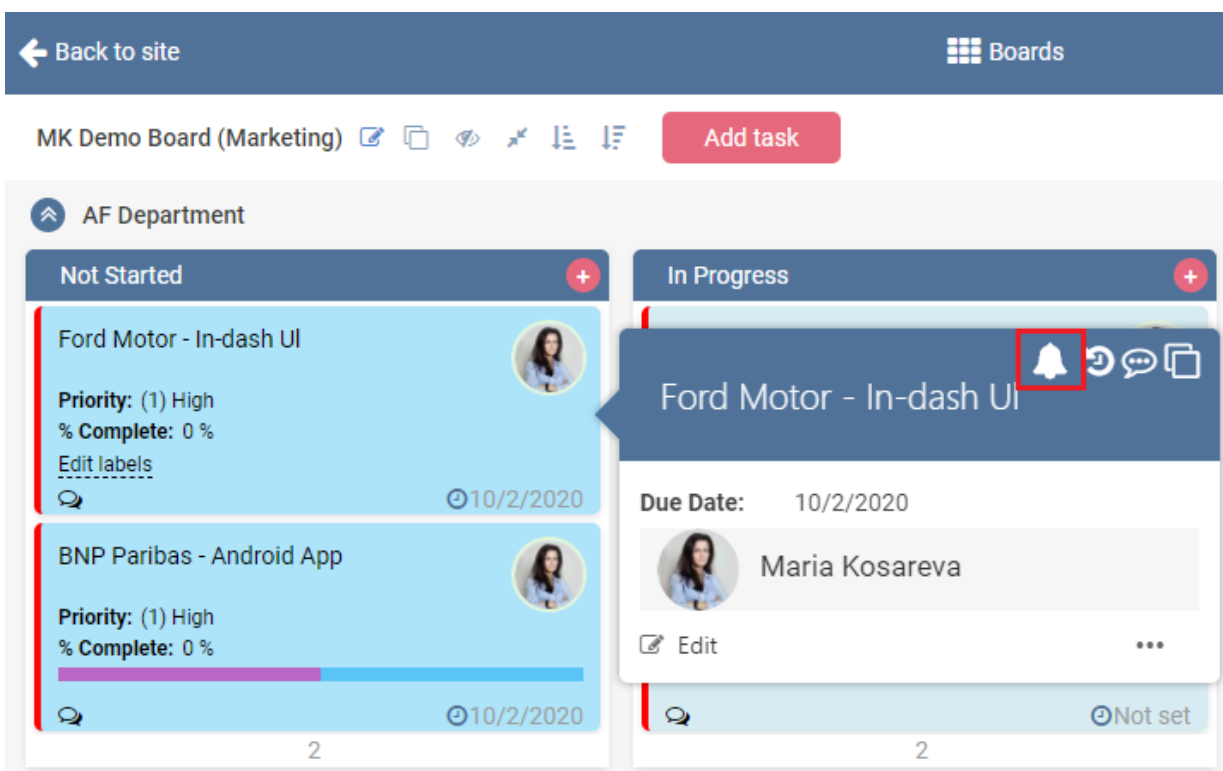 Back to site
Boards
MK Demo Board (Marketing)
Add task
AF Department
Not Started
In Progress
Ford Motor - In-dash UI
Priority: (1) High
% Complete: 0 %
Edit labels
10/2/2020
BNP Paribas - Android App
Priority: (1) High
% Complete: 0 %
10/2/2020
2
Ford Motor - In-dash UI
Due Date: 10/2/2020
Maria Kosareva
Edit
Not set
2